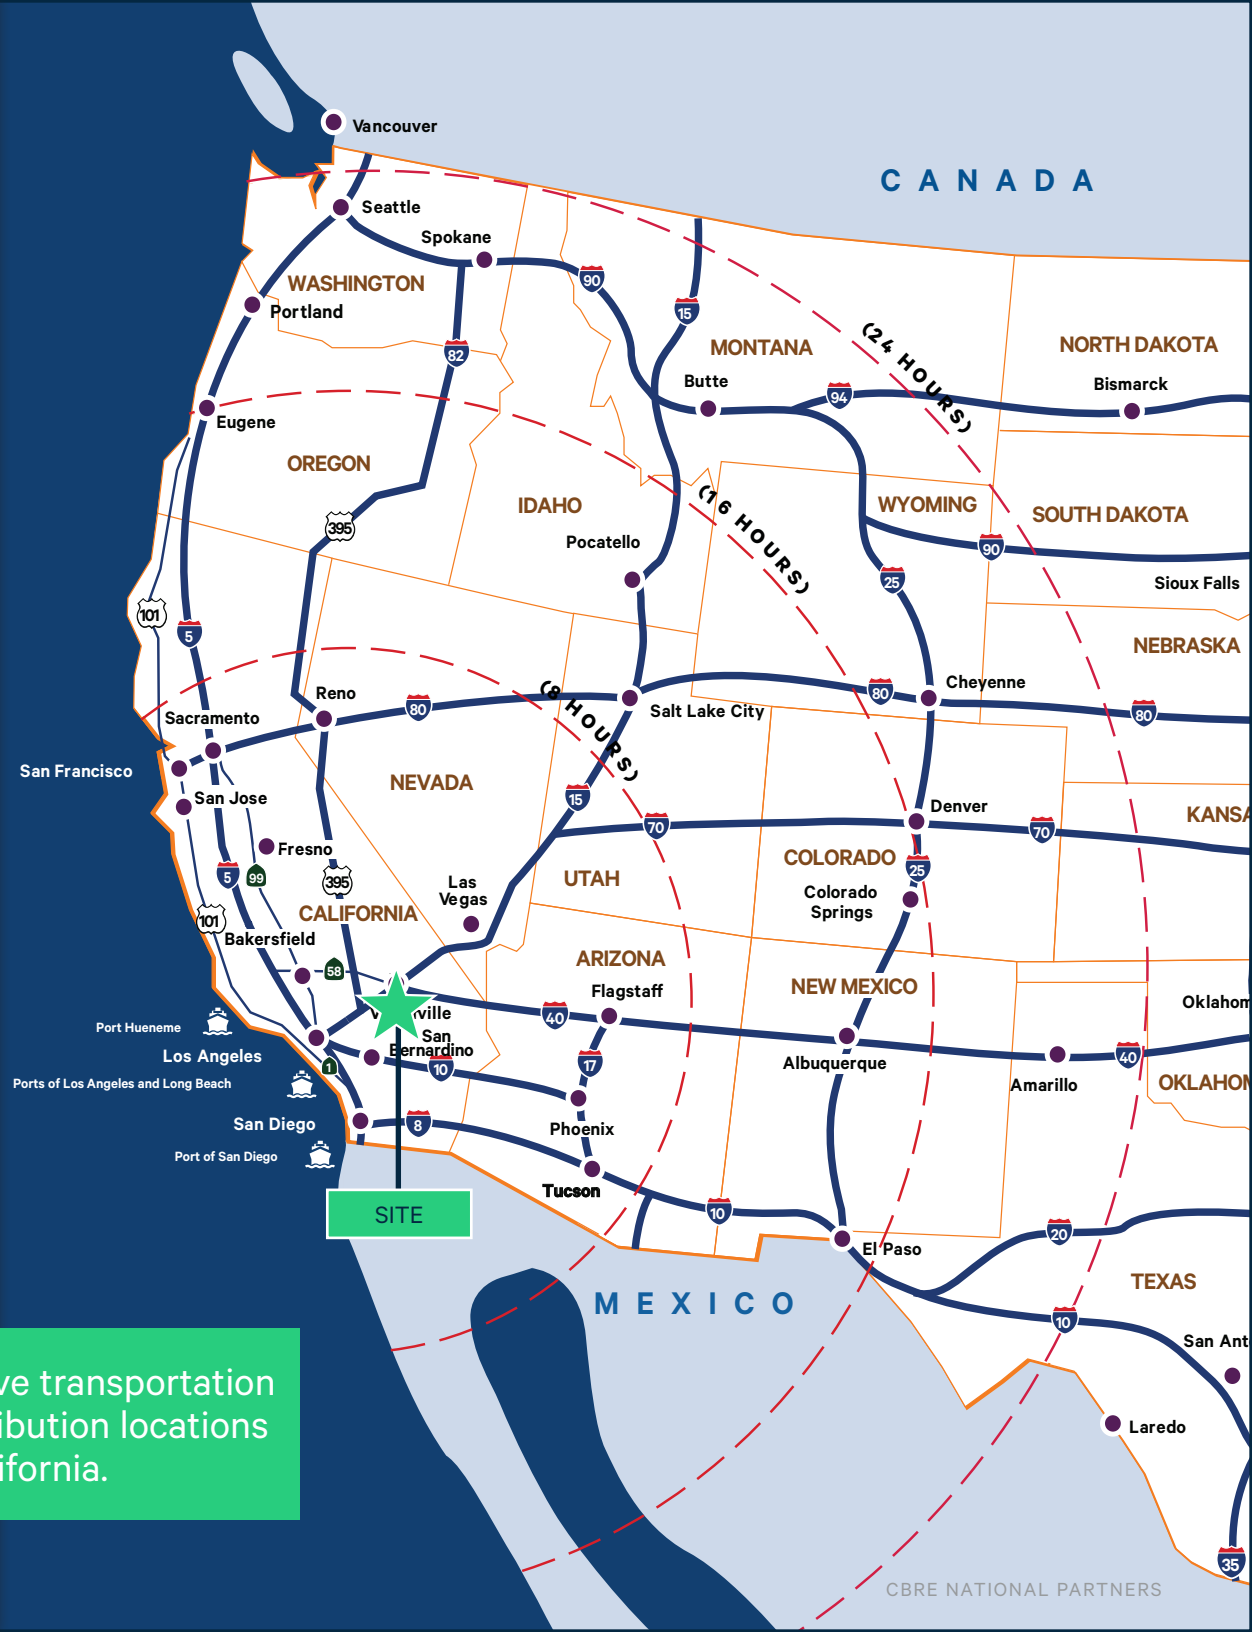 Vancouver
CANADA
Seattle
Spokane
WASHINGTON
90
15
Portland
82
MONTANA
(24 HOURS)
NORTH DAKOTA
Butte
94
Bismarck
Eugene
OREGON
IDAHO
(16 HOURS)
WYOMING
SOUTH DAKOTA
395
Pocatello
90
25
Sioux Falls
101
5
NEBRASKA
Reno
80
(8 HOURS)
80
Cheyenne
80
Sacramento
Salt Lake City
San Francisco
NEVADA
15
San Jose
Denver
70
70
KANSA
Fresno
COLORADO
25
5
99
395
Las
Vegas
UTAH
Colorado
Springs
CALIFORNIA
101
Bakersfield
58
ARIZONA
Flagstaff
NEW MEXICO
Oklahom
Port Hueneme
ville
40
San
Bernardino
Los Angeles
1
10
17
Albuquerque
Amarillo
40
Ports of Los Angeles and Long Beach
OKLAHOM
San Diego
8
Phoenix
Port of San Diego
Tucson
SITE
10
El Paso
20
MEXICO
TEXAS
10
San Ant
ve transportation
ibution locations
ifornia.
Laredo
35
CBRE NATIONAL PARTNERS